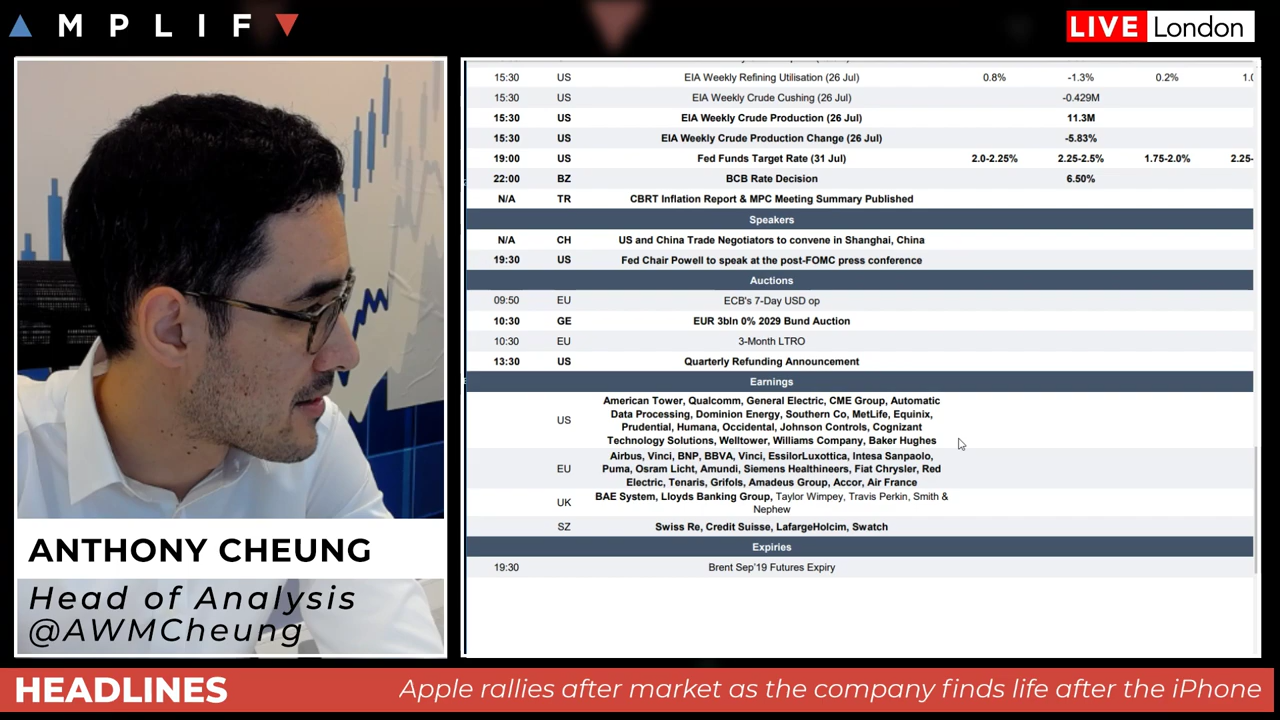 AMPLIFY
LIVE London
15:30 US EIA Weekly Refining Utilisation (26 Jul) 0.8% -1.3% 0.2%
15:30 US EIA Weekly Crude Cushing (26 Jul) -0.429M
15:30 US EIA Weekly Crude Production (26 Jul) 11.3M
15:30 US EIA Weekly Crude Production Change (26 Jul) -5.83%
19:00 US Fed Funds Target Rate (31 Jul) 2.0-2.25% 2.25-2.5% 1.75-2.0% 2.25-
22:00 BZ BCB Rate Decision 6.50%
N/A TR CBRT Inflation Report & MPC Meeting Summary Published
Speakers
N/A CH US and China Trade Negotiators to convene in Shanghai, China
19:30 US Fed Chair Powell to speak at the post-FOMC press conference
Auctions
09:50 EU ECB's 7-Day USD op
10:30 GE EUR 3bln 0% 2029 Bund Auction
10:30 EU 3-Month LTRO
13:30 US Quarterly Refunding Announcement
Earnings
US American Tower, Qualcomm, General Electric, CME Group, Automatic
Data Processing, Dominion Energy, Southern Co, MetLife, Equinix,
Prudential, Humana, Occidental, Johnson Controls, Cognizant
Technology Solutions, Welltower, Williams Company, Baker Hughes
EU Airbus, Vinci, BNP, BBVA, Vinci, EssilorLuxottica, Intesa Sanpaolo,
Puma, Osram Licht, Amundi, Siemens Healthineers, Fiat Chrysler, Red
Electric, Tenaris, Grifols, Amadeus Group, Accor, Air France
UK BAE System, Lloyds Banking Group, Taylor Wimpey, Travis Perkin, Smith &
Nephew
SZ Swiss Re, Credit Suisse, LafargeHolcim, Swatch
Expiries
19:30 Brent Sep'19 Futures Expiry
ANTHONY CHEUNG
Head of Analysis
@AWMCheung
HEADLINES Apple rallies after market as the company finds life after the iPhone